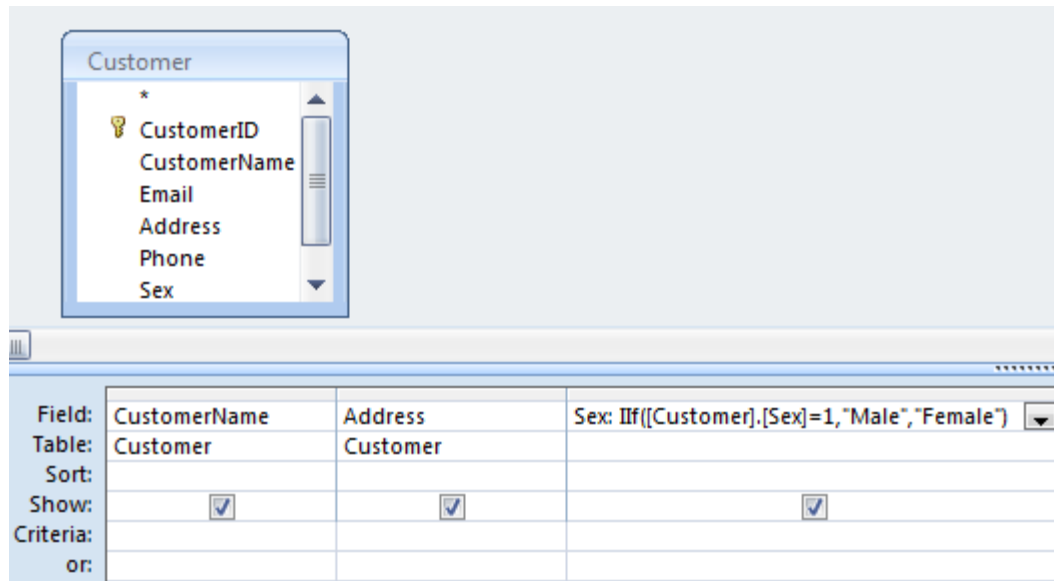 Customer
*
CustomerID
CustomerName
Email
Address
Phone
Sex
Field: CustomerName Address Sex: IIf([Customer].[Sex]=1,"Male","Female")
Table: Customer Customer
Sort:
Show:
Criteria:
or: